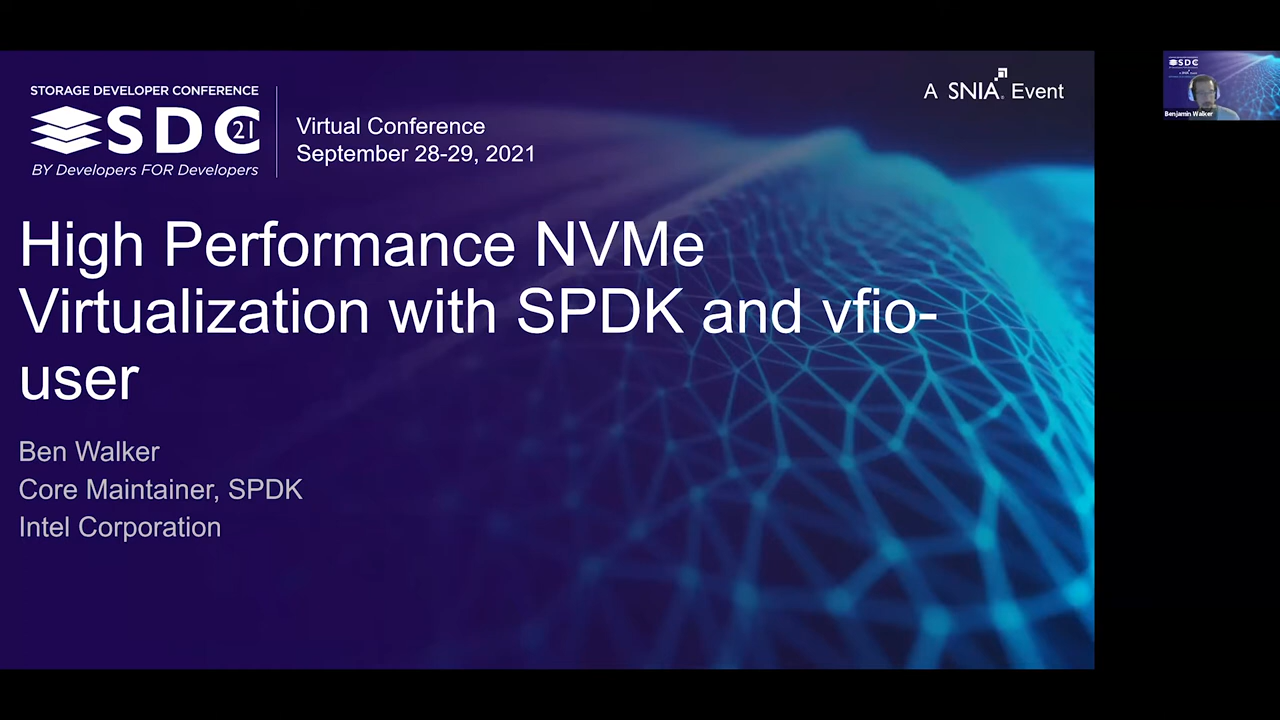 STORAGE DEVELOPER CONFERENCE
SDC 21
BY Developers FOR Developers
Virtual Conference
September 28-29, 2021
A SNIA. Event
High Performance NVMe
Virtualization with SPDK and vfio-
user
Ben Walker
Core Maintainer, SPDK
Intel Corporation
SDC
Benjamin Walker